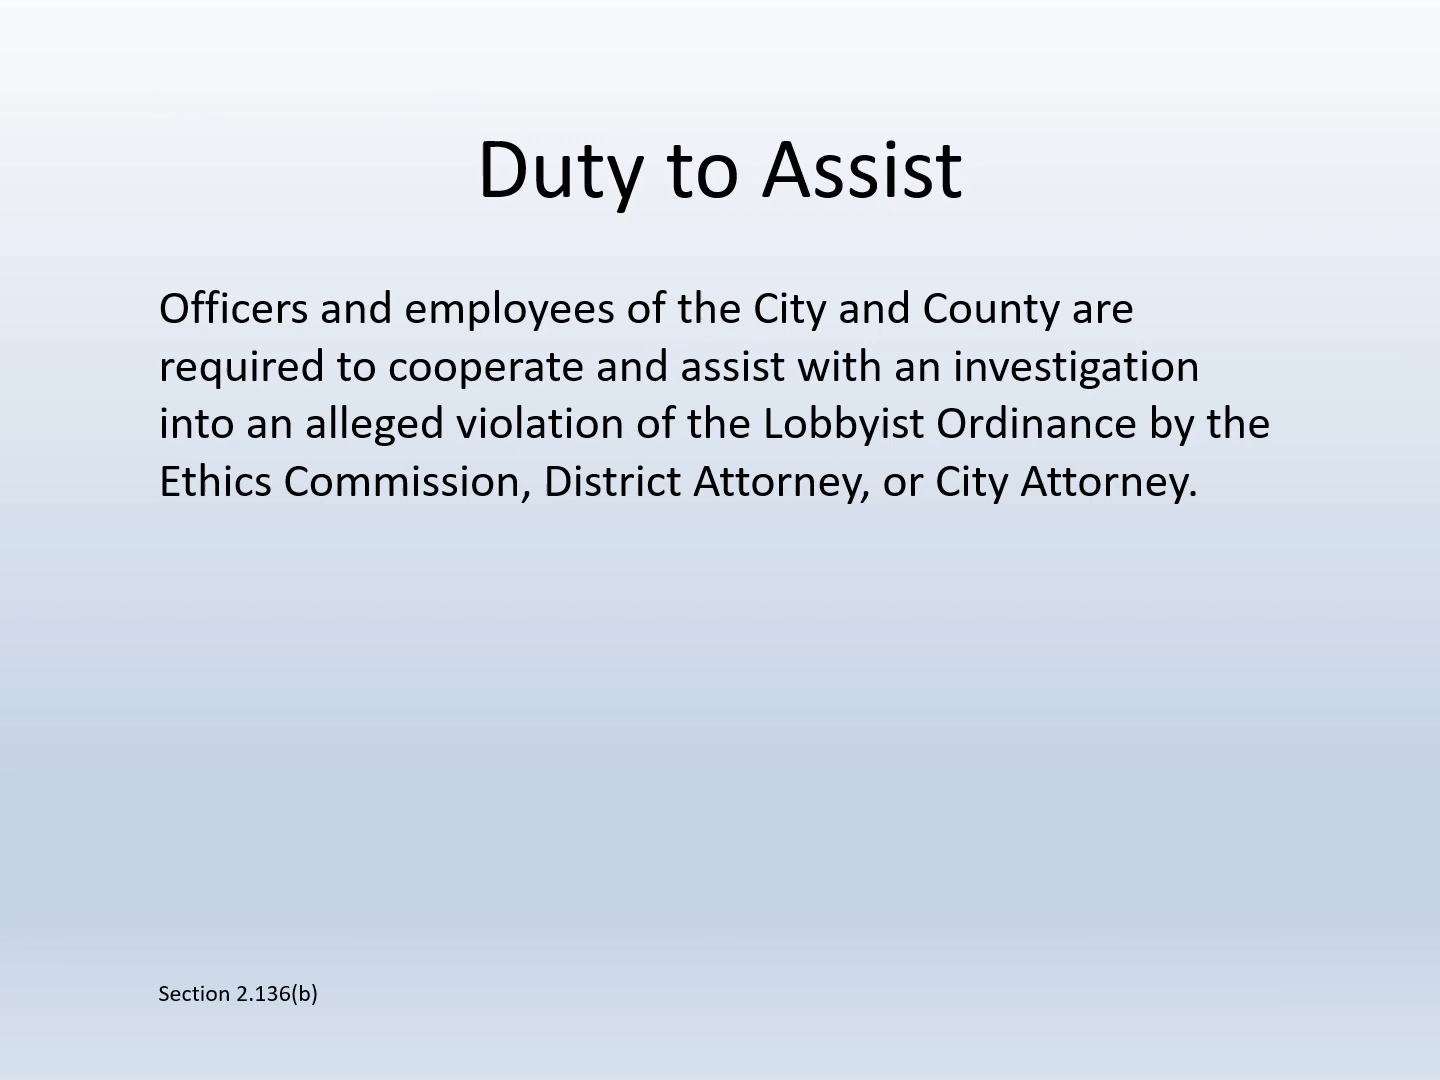 Duty to Assist
Officers and employees of the City and County are
required to cooperate and assist with an investigation
into an alleged violation of the Lobbyist Ordinance by the
Ethics Commission, District Attorney, or City Attorney.
Section 2.136(b)